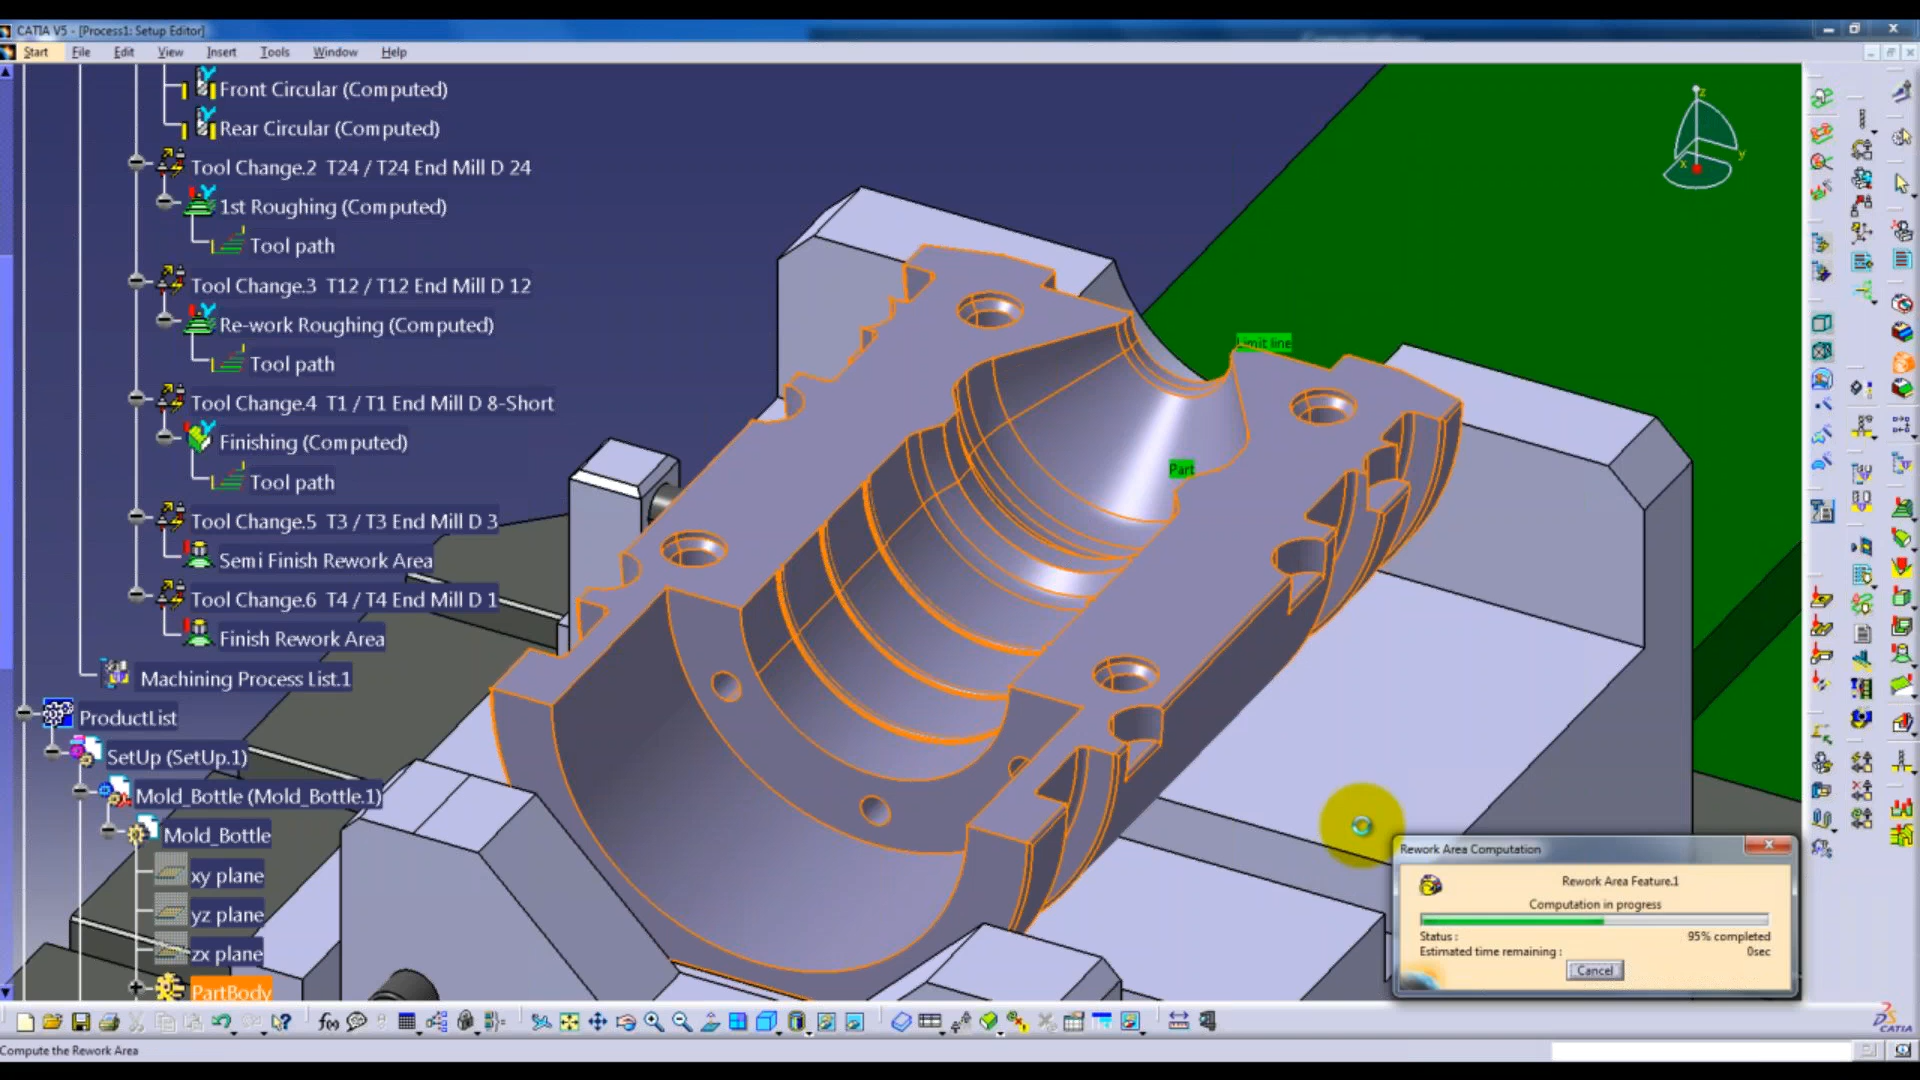 CATIA V5 - [Process1: Setup Editor]
Start File Edit View Insert Tools Window Help
Front Circular (Computed)
Rear Circular (Computed)
Tool Change.2 T24 / T24 End Mill D 24
1st Roughing (Computed)
Tool path
Tool Change.3 T12 / T12 End Mill D 12
Re-work Roughing (Computed)
Tool path
Tool Change.4 T1 / T1 End Mill D 8-Short
Finishing (Computed)
Tool path
Tool Change.5 T3 / T3 End Mill D 3
Semi Finish Rework Area
Tool Change.6 T4 / T4 End Mill D 1
Finish Rework Area
Machining Process List.1
ProductList
SetUp (SetUp.1)
Mold_Bottle (Mold_Bottle.1)
Mold_Bottle
xy plane
yz plane
zx plane
PartBody
Limit line
Part
z
y
x
Rework Area Computation
Rework Area Feature.1
Computation in progress
Status : 95% completed
Estimated time remaining : 0sec
Cancel
f(x)
CATIA
Compute the Rework Area